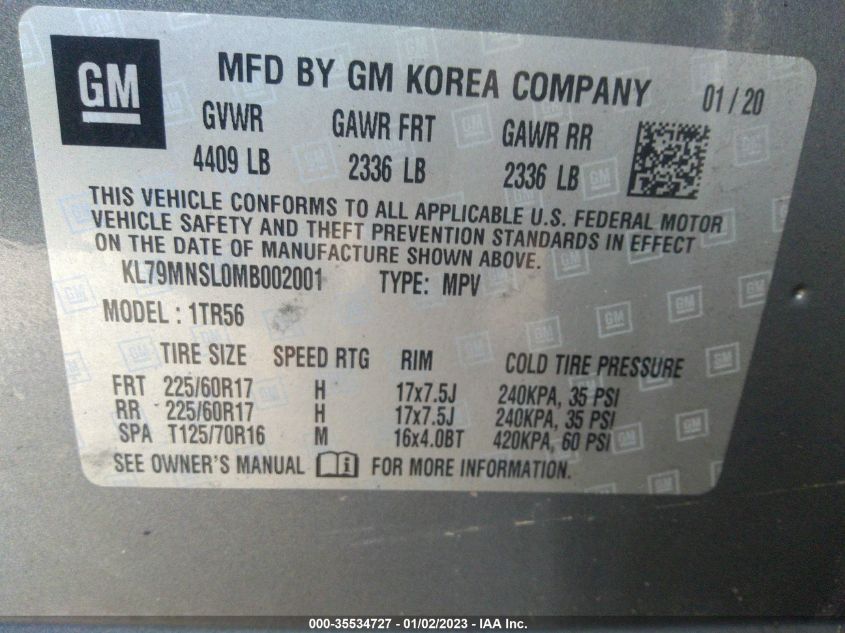 GM
MFD BY GM KOREA COMPANY 01 / 20
GVWR GAWR FRT GAWR RR
4409 LB 2336 LB 2336 LB
THIS VEHICLE CONFORMS TO ALL APPLICABLE U.S. FEDERAL MOTOR
VEHICLE SAFETY AND THEFT PREVENTION STANDARDS IN EFFECT
ON THE DATE OF MANUFACTURE SHOWN ABOVE.
KL79MNSL0MB002001 TYPE: MPV
MODEL : 1TR56
TIRE SIZE SPEED RTG RIM COLD TIRE PRESSURE
FRT 225/60R17 H 17x7.5J 240KPA, 35 PSI
RR 225/60R17 H 17x7.5J 240KPA, 35 PSI
SPA T125/70R16 M 16x4.0BT 420KPA, 60 PSI
SEE OWNER'S MANUAL FOR MORE INFORMATION.
000-35534727 - 01/02/2023 - IAA Inc.